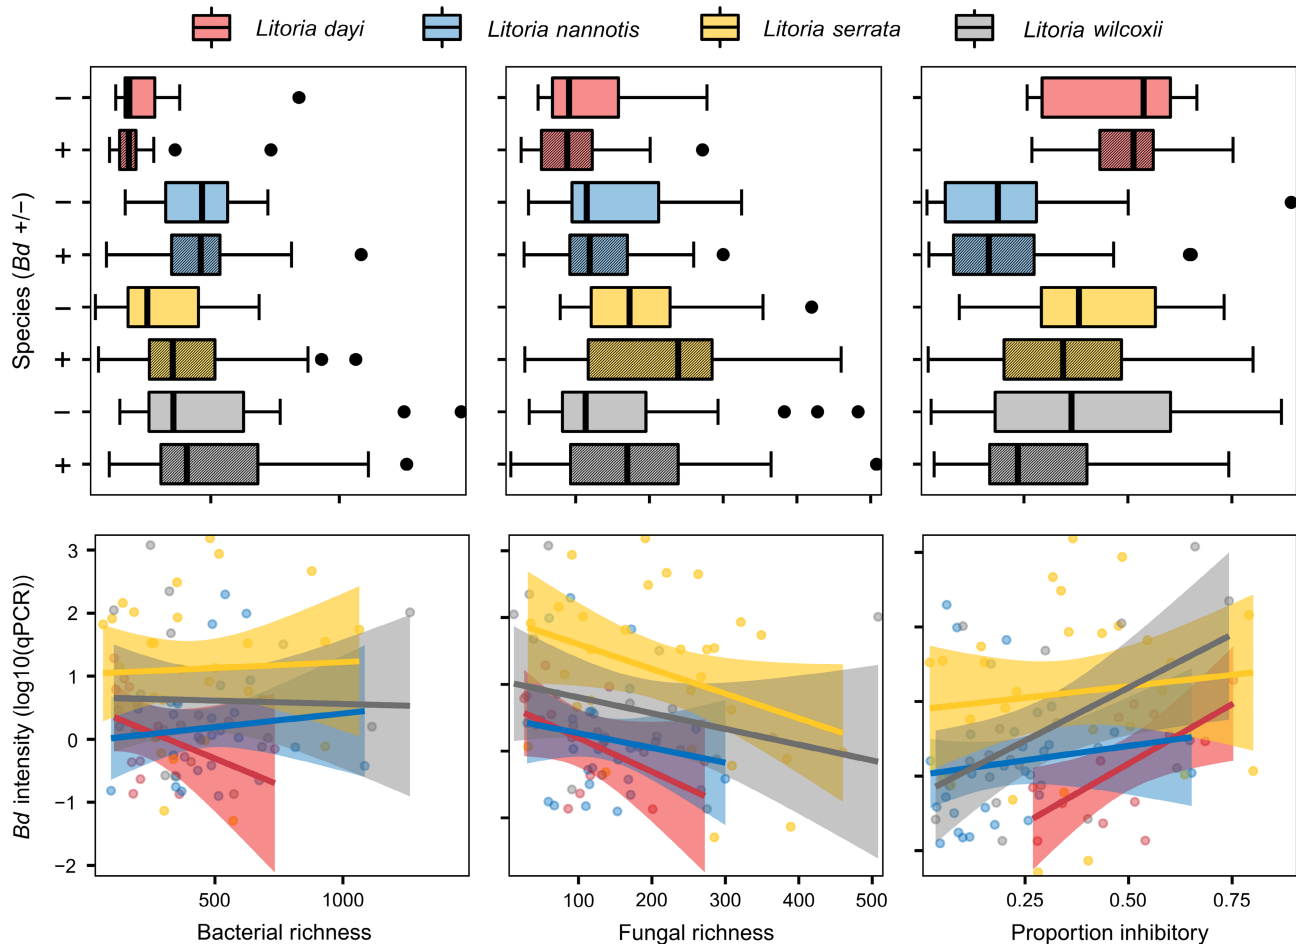 Litoria dayi Litoria nannotis Litoria serrata Litoria wilcoxii
Species (Bd +/−)
−
+
−
+
−
+
−
+
Bd intensity (log10(qPCR))
3
2
1
0
−1
−2
500 1000
100 200 300 400 500
0.25 0.50 0.75
Bacterial richness Fungal richness Proportion inhibitory